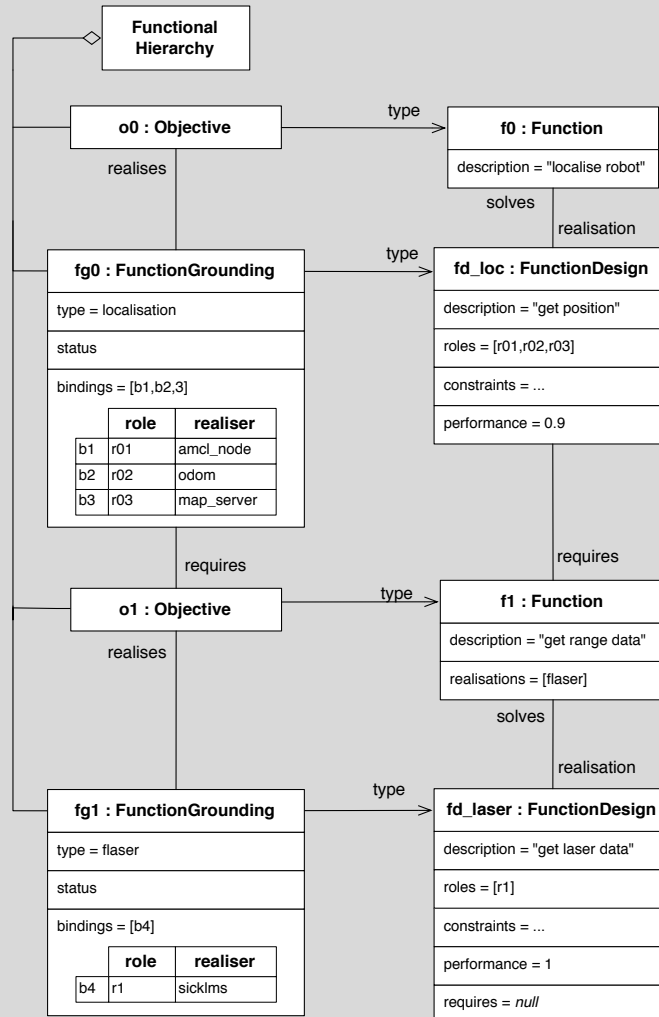 Functional
Hierarchy
o0 : Objective
type
f0 : Function
description = "localise robot"
realises
solves
realisation
fg0 : FunctionGrounding
type = localisation
status
bindings = [b1,b2,3]
role realiser
b1 r01 amcl_node
b2 r02 odom
b3 r03 map_server
type
fd_loc : FunctionDesign
description = "get position"
roles = [r01,r02,r03]
constraints = ...
performance = 0.9
requires
requires
o1 : Objective
type
f1 : Function
description = "get range data"
realisations = [flaser]
realises
solves
realisation
fg1 : FunctionGrounding
type = flaser
status
bindings = [b4]
role realiser
b4 r1 sicklms
type
fd_laser : FunctionDesign
description = "get laser data"
roles = [r1]
constraints = ...
performance = 1
requires = null